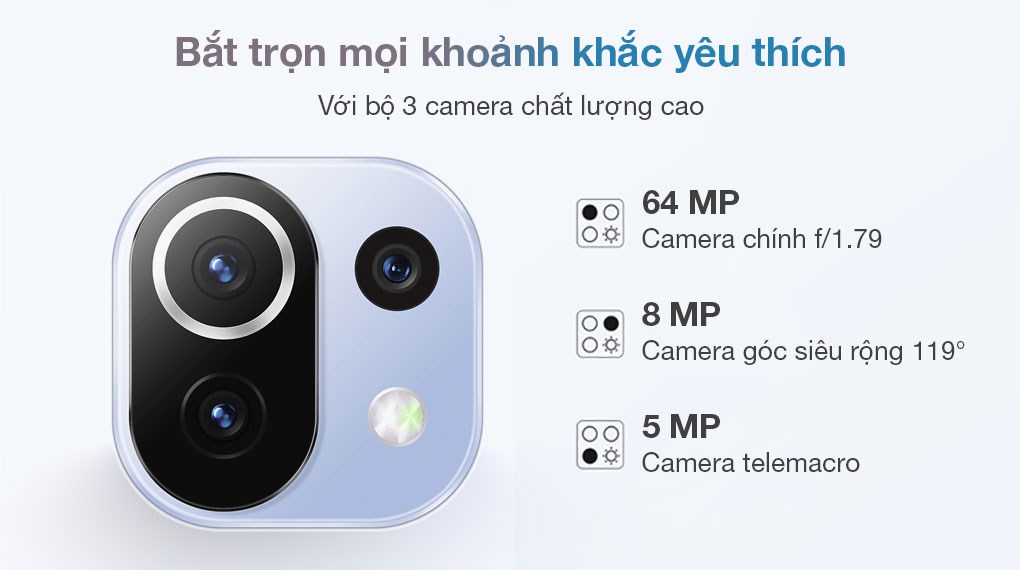 Bắt trọn mọi khoảnh khắc yêu thích
Với bộ 3 camera chất lượng cao
64 MP
Camera chính f/1.79
8 MP
Camera góc siêu rộng 119°
5 MP
Camera telemacro